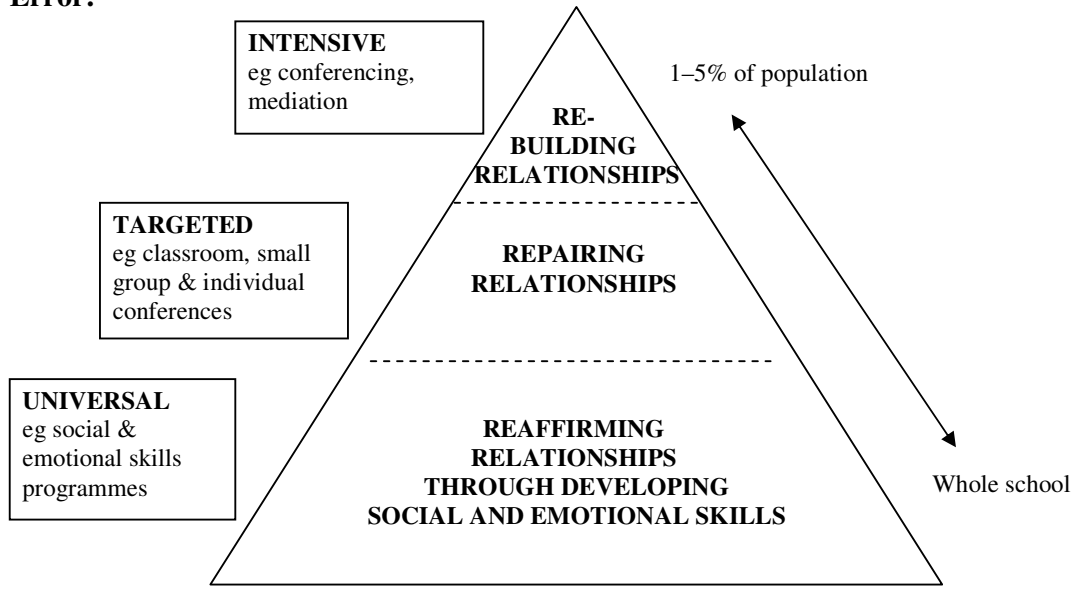 Error!
INTENSIVE
eg conferencing,
mediation
1–5% of population
RE-
BUILDING
RELATIONSHIPS
TARGETED
eg classroom, small
group & individual
conferences
REPAIRING
RELATIONSHIPS
UNIVERSAL
eg social &
emotional skills
programmes
REAFFIRMING
RELATIONSHIPS
THROUGH DEVELOPING
SOCIAL AND EMOTIONAL SKILLS
Whole school